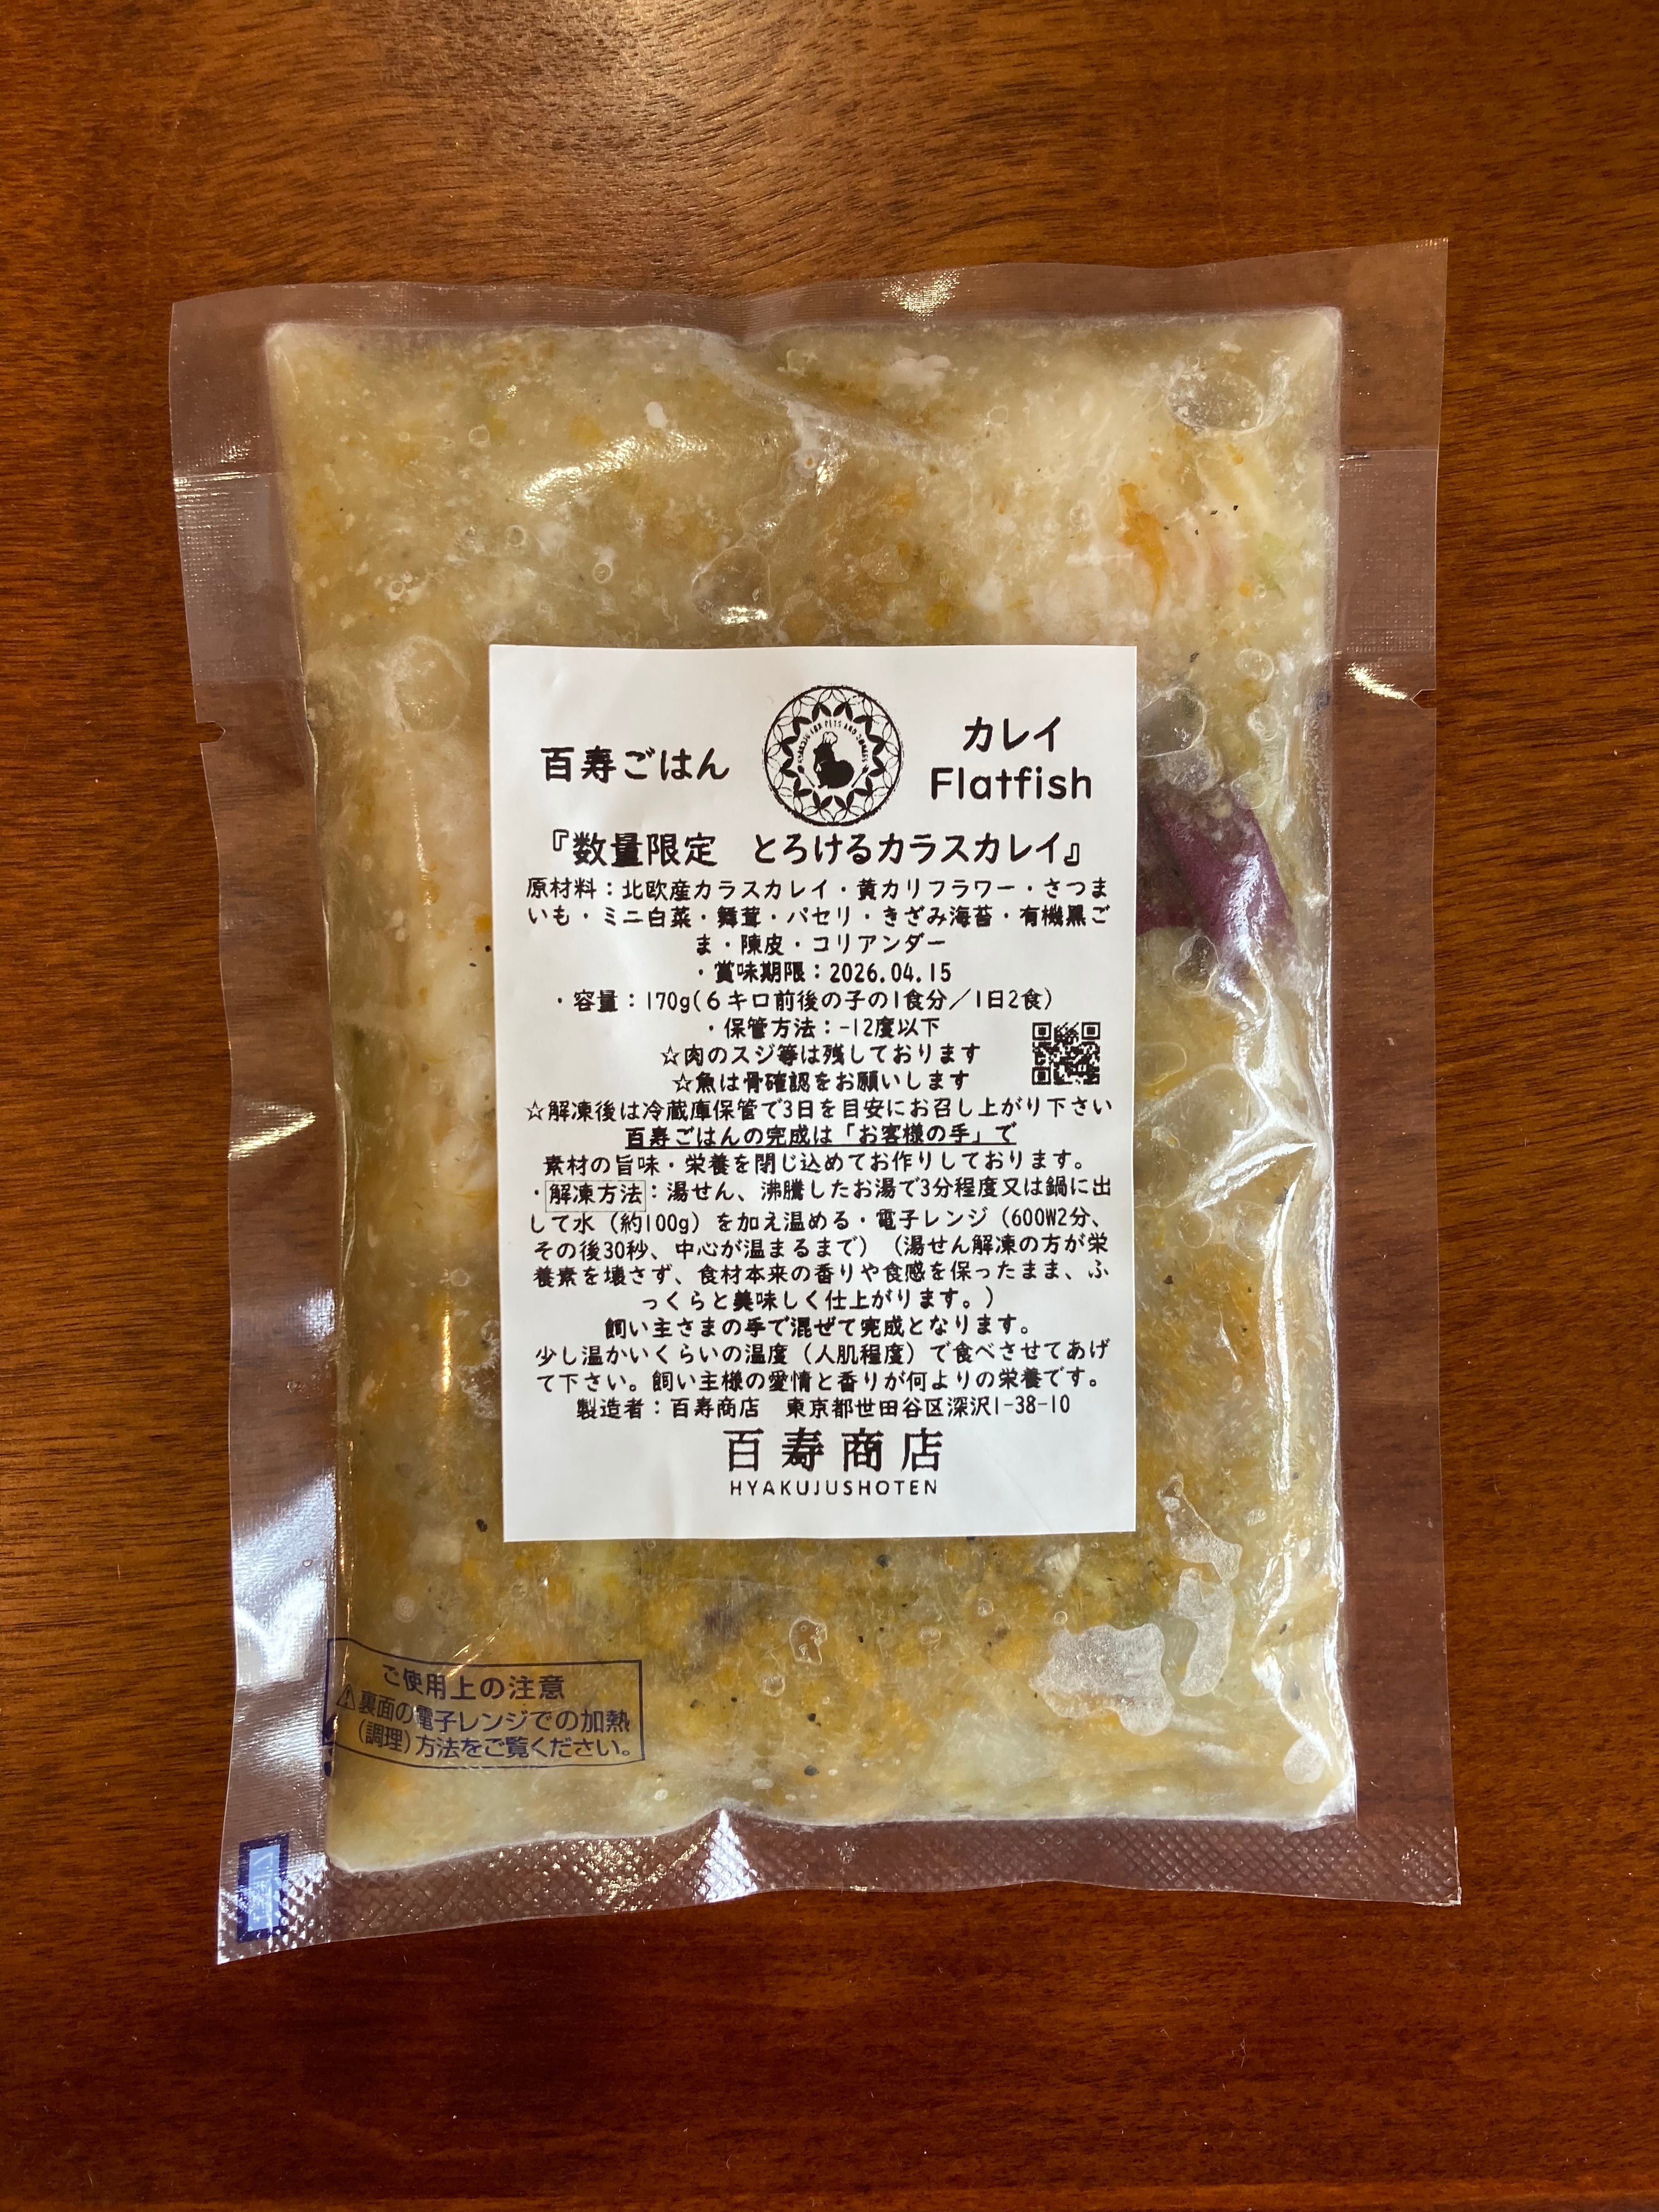 百寿ごはん
カレイ
Flatfish
『数量限定　とろけるカラスカレイ』
原材料：北欧産カラスカレイ・黄カリフラワー・さつま
いも・ミニ白菜・舞茸・パセリ・きざみ海苔・有機黒ご
ま・陳皮・コリアンダー
・賞味期限：2026.04.15
・容量：170g(6キロ前後の子の1食分／1日2食)
・保管方法：-12度以下
☆肉のスジ等は残しております
☆魚は骨確認をお願いします
☆解凍後は冷蔵庫保管で3日を目安にお召し上がり下さい
百寿ごはんの完成は「お客様の手」で
素材の旨味・栄養を閉じ込めてお作りしております。
・解凍方法：湯せん、沸騰したお湯で3分程度又は鍋に出
して水（約100g）を加え温める・電子レンジ（600W2分、
その後30秒、中心が温まるまで）（湯せん解凍の方が栄
養素を壊さず、食材本来の香りや食感を保ったまま、ふ
っくらと美味しく仕上がります。）
飼い主さまの手で混ぜて完成となります。
少し温かいくらいの温度（人肌程度）で食べさせてあげ
て下さい。飼い主様の愛情と香りが何よりの栄養です。
製造者：百寿商店　東京都世田谷区深沢1-38-10
百寿商店
HYAKUJUSHOTEN
ご使用上の注意
⚠裏面の電子レンジでの加熱
(調理)方法をご覧ください。